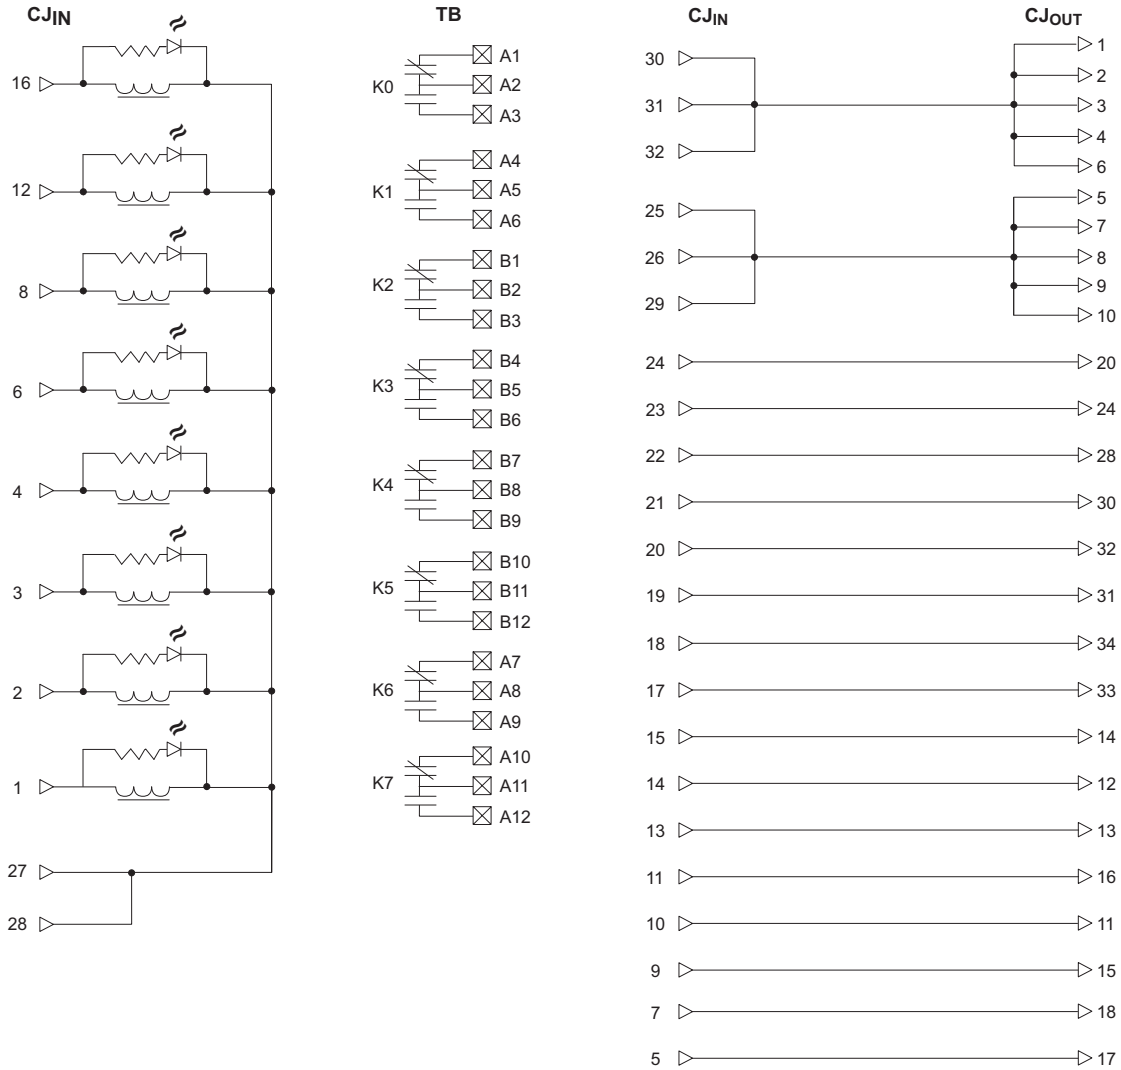 CJIN
16
12
8
6
4
3
2
1
27
28
TB
K0
A1
A2
A3
K1
A4
A5
A6
K2
B1
B2
B3
K3
B4
B5
B6
K4
B7
B8
B9
K5
B10
B11
B12
K6
A7
A8
A9
K7
A10
A11
A12
CJIN
CJOUT
30
31
32
1
2
3
4
6
25
26
29
5
7
8
9
10
24 20
23 24
22 28
21 30
20 32
19 31
18 34
17 33
15 14
14 12
13 13
11 16
10 11
9 15
7 18
5 17